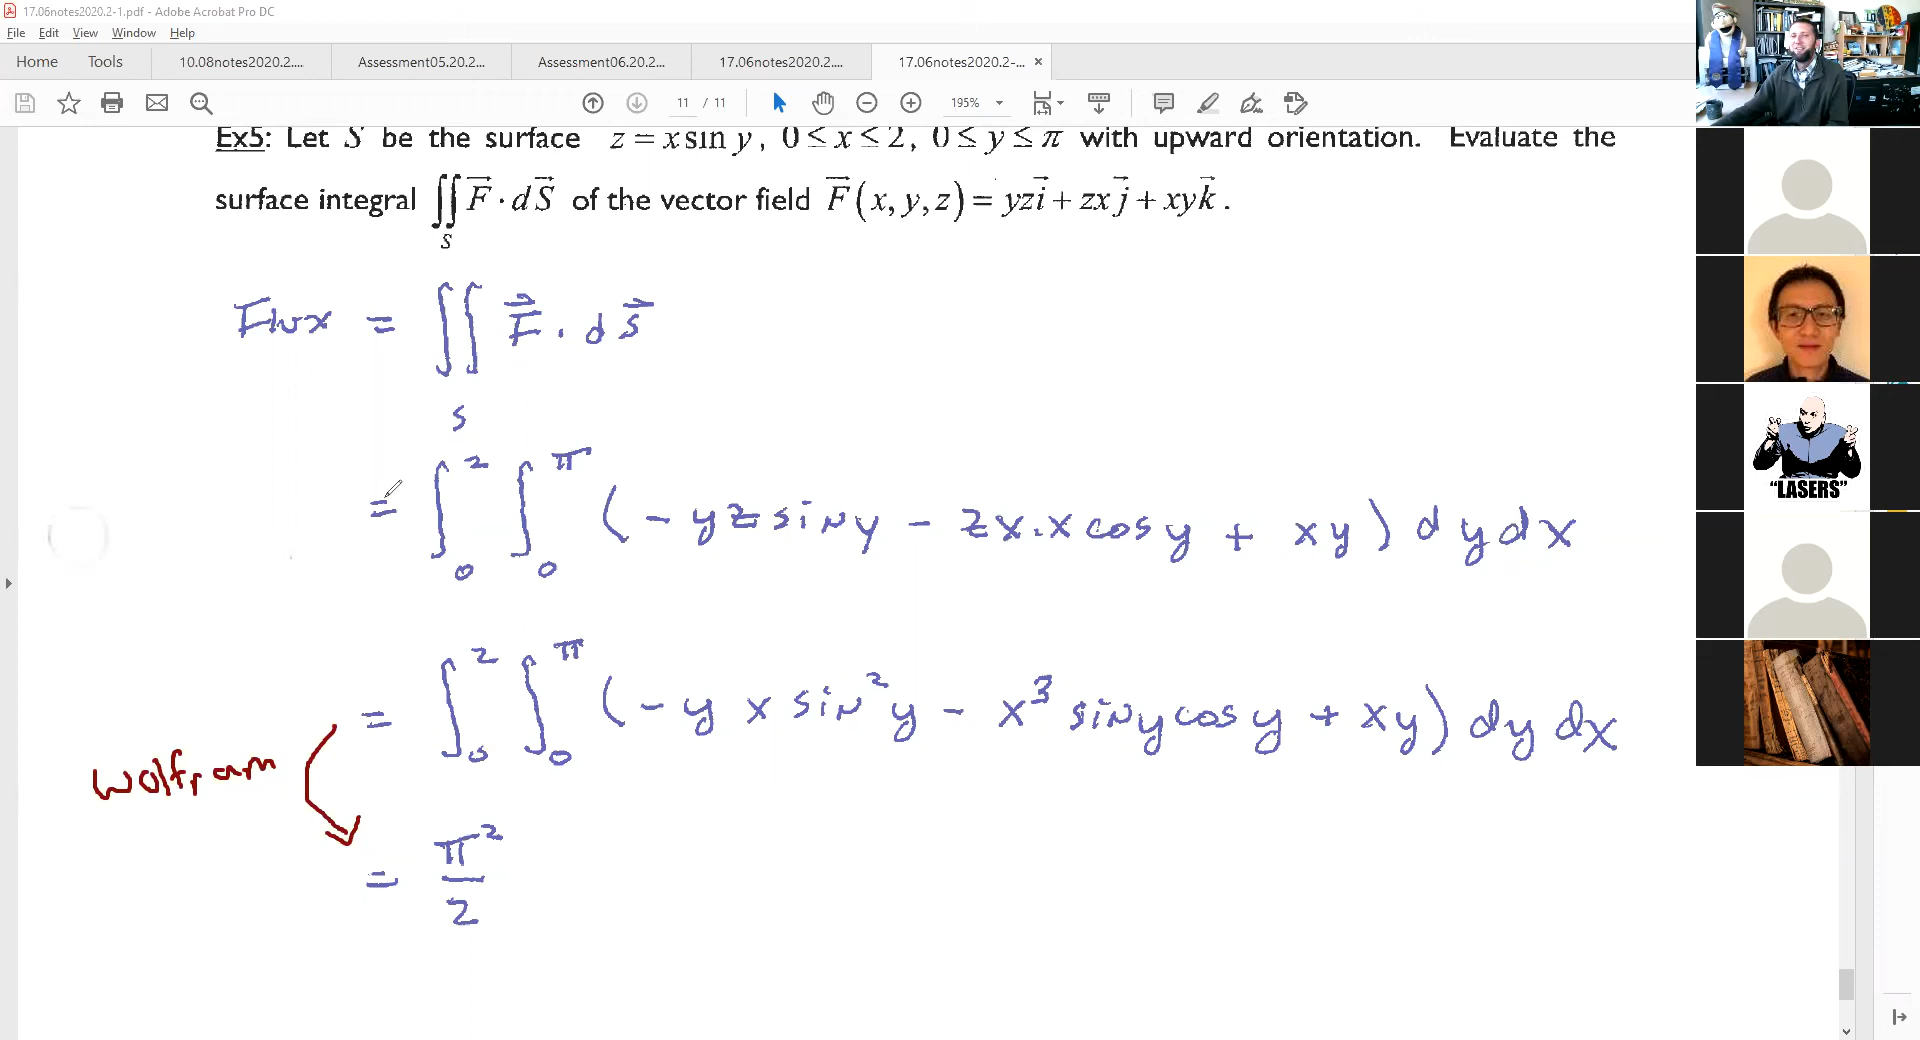 17.06notes2020.2-1.pdf - Adobe Acrobat Pro DC
File Edit View Window Help
Home Tools 10.08notes2020.2.... Assessment05.20.2... Assessment06.20.2... 17.06notes2020.2.... 17.06notes2020.2-... ×
11 / 11 195%
Ex5: Let S be the surface z = x sin y, 0 ≤ x ≤ 2, 0 ≤ y ≤ π with upward orientation. Evaluate the
surface integral ∬_S F⃗ · dS⃗ of the vector field F⃗(x, y, z) = yz i⃗ + zx j⃗ + xy k⃗.
Flux = ∬_S F⃗ · dS⃗
= ∫_0^2 ∫_0^π (- yz sin y - zx·x cos y + xy) dy dx
= ∫_0^2 ∫_0^π (- y x sin² y - x³ sin y cos y + xy) dy dx
Wolfram
= π²/2
"LASERS"